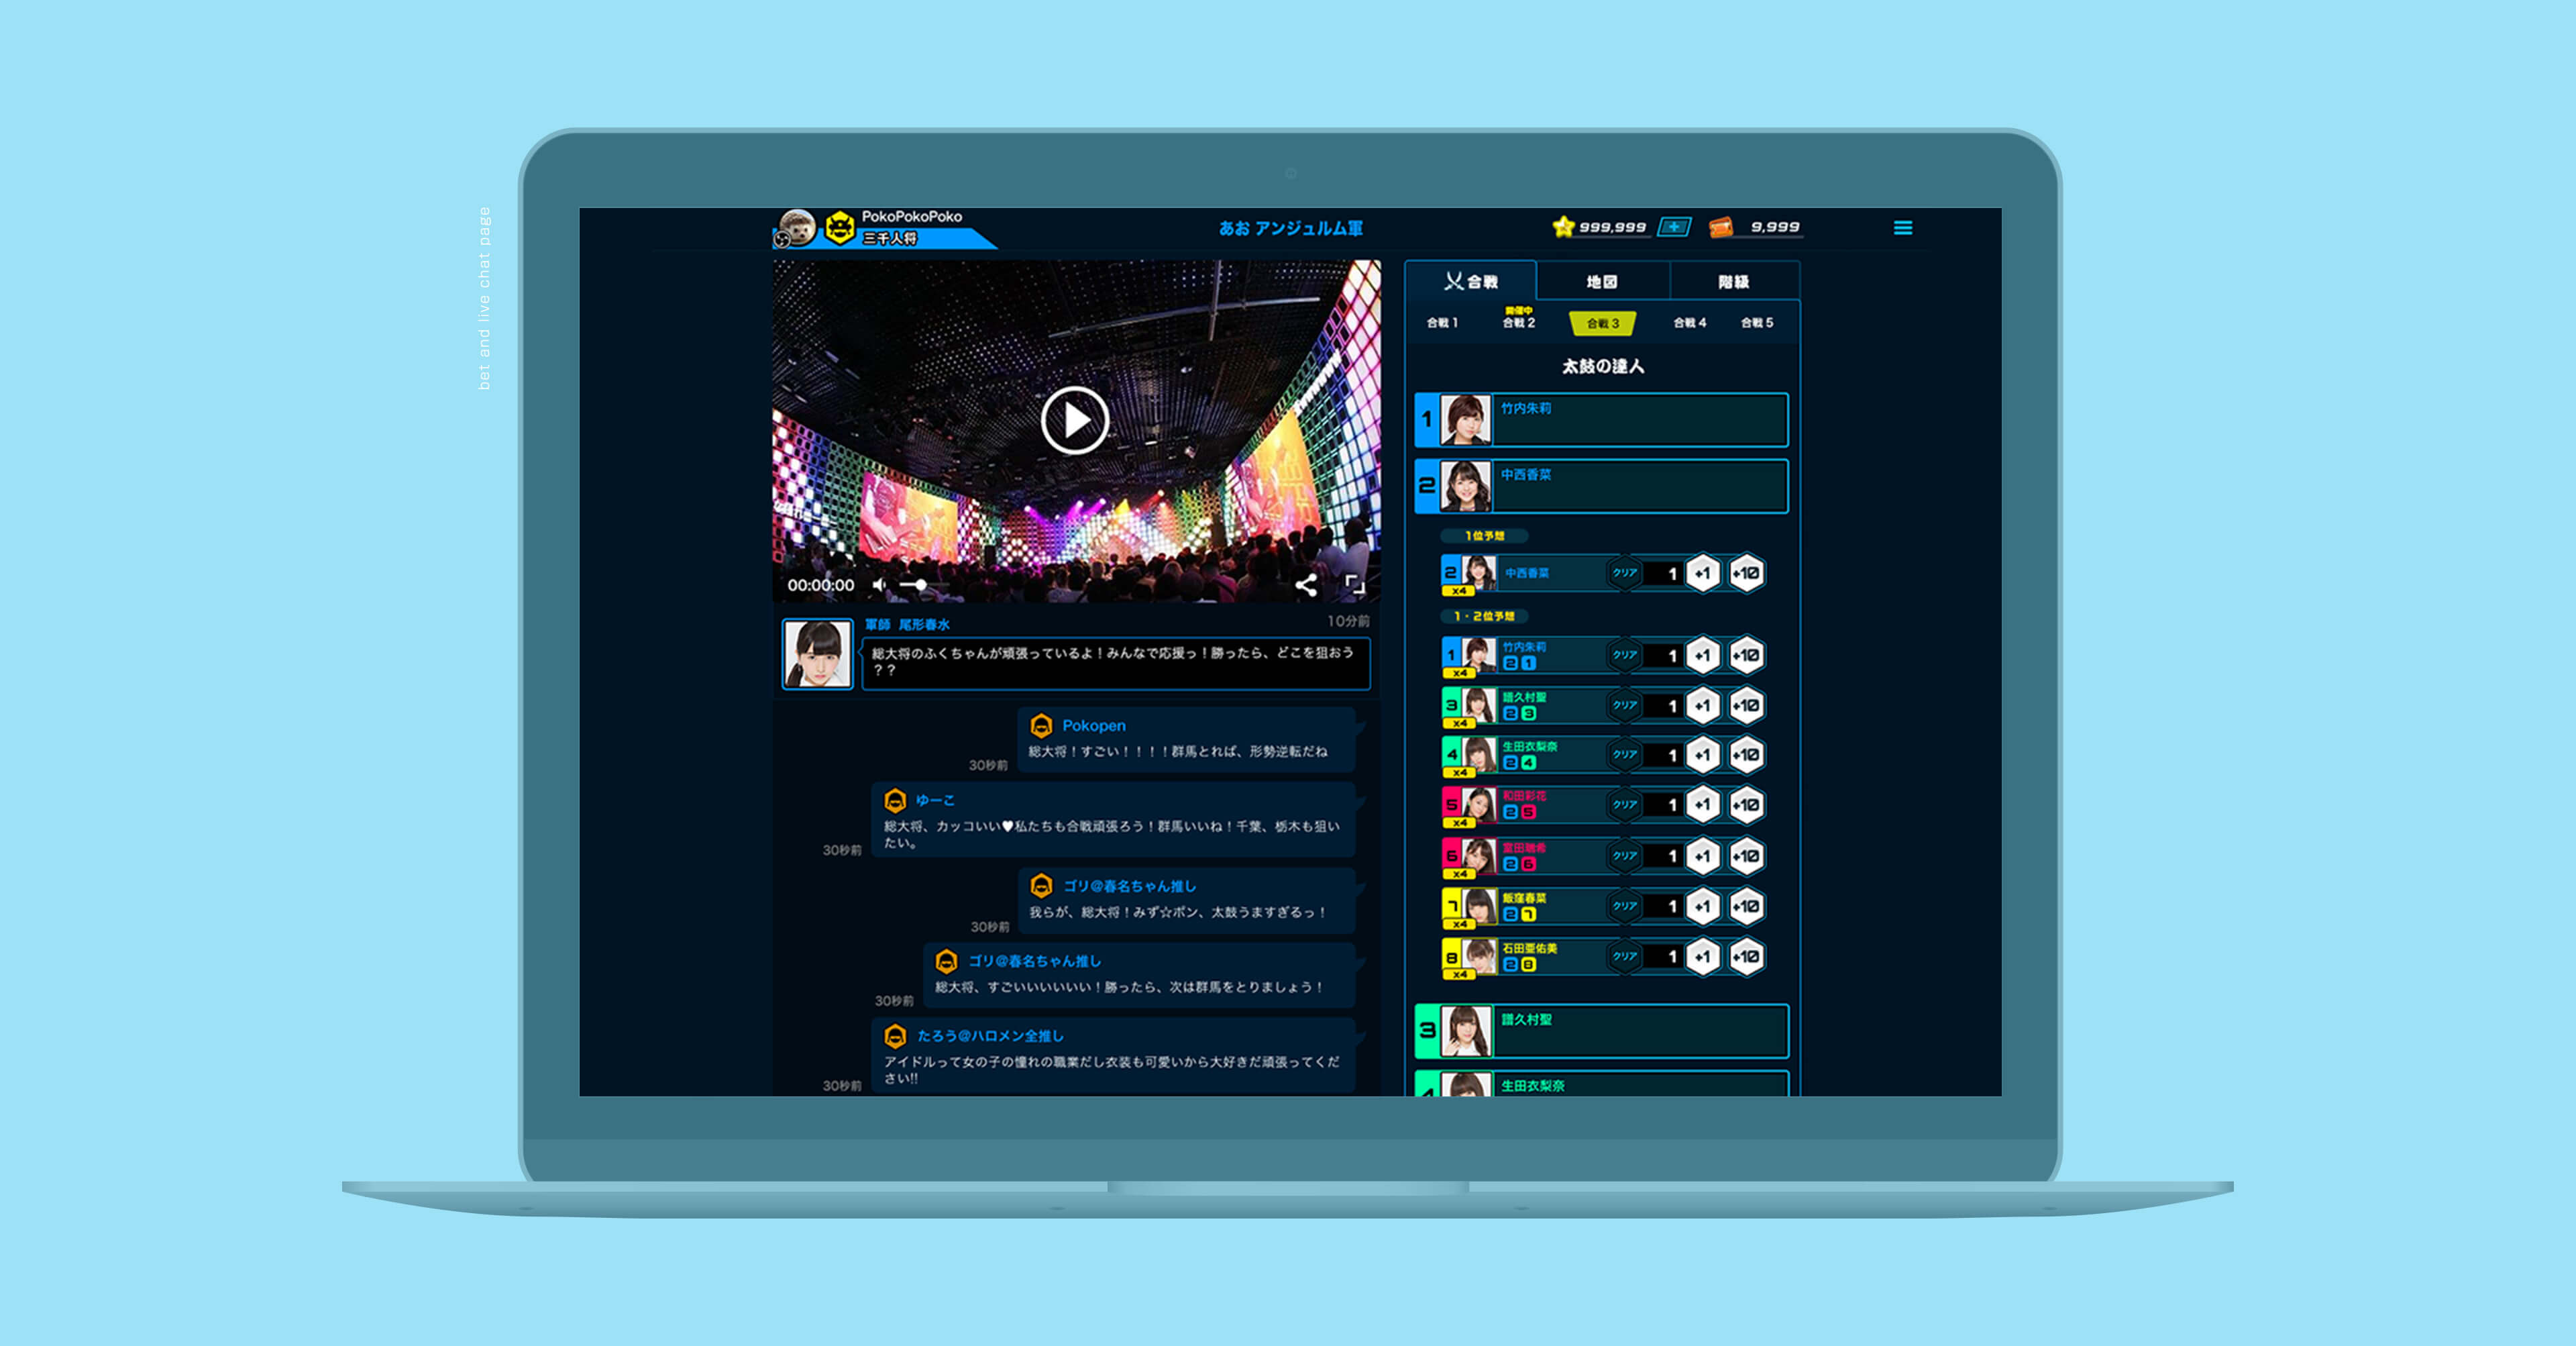 bet and live chat page
PokoPokoPoko
三千人将
あお アンジュルム軍
999,999
9,999
00:00:00
軍師 尾形春水
10分前
総大将のふくちゃんが頑張っているよ！みんなで応援っ！勝ったら、どこを狙おう
？？
Pokopen
総大将！すごい！！！！群馬とれば、形勢逆転だね
30秒前
ゆーこ
総大将、カッコいい♥私たちも合戦頑張ろう！群馬いいね！千葉、栃木も狙い
たい。
30秒前
ゴリ@春名ちゃん推し
我らが、総大将！みず☆ポン、太鼓うますぎるっ！
30秒前
ゴリ@春名ちゃん推し
総大将、すごいいいいいい！勝ったら、次は群馬をとりましょう！
30秒前
たろう@ハロメン全推し
アイドルって女の子の憧れの職業だし衣装も可愛いから大好きだ頑張ってくだ
さい!!
30秒前
合戦 地図 階級
開催中
合戦 1 合戦 2 合戦 3 合戦 4 合戦 5
太鼓の達人
1 竹内朱莉
2 中西香菜
1位予想
2 中西香菜 クリア 1 +1 +10
x4
1・2位予想
1 竹内朱莉 クリア 1 +1 +10
x4 2 1
3 譜久村聖 クリア 1 +1 +10
x4 2 3
4 生田衣梨奈 クリア 1 +1 +10
x4 2 4
5 和田彩花 クリア 1 +1 +10
x4 2 5
6 室田瑞希 クリア 1 +1 +10
x4 2 6
7 飯窪春菜 クリア 1 +1 +10
x4 2 7
8 石田亜佑美 クリア 1 +1 +10
x4 2 8
3 譜久村聖
4 生田衣梨奈